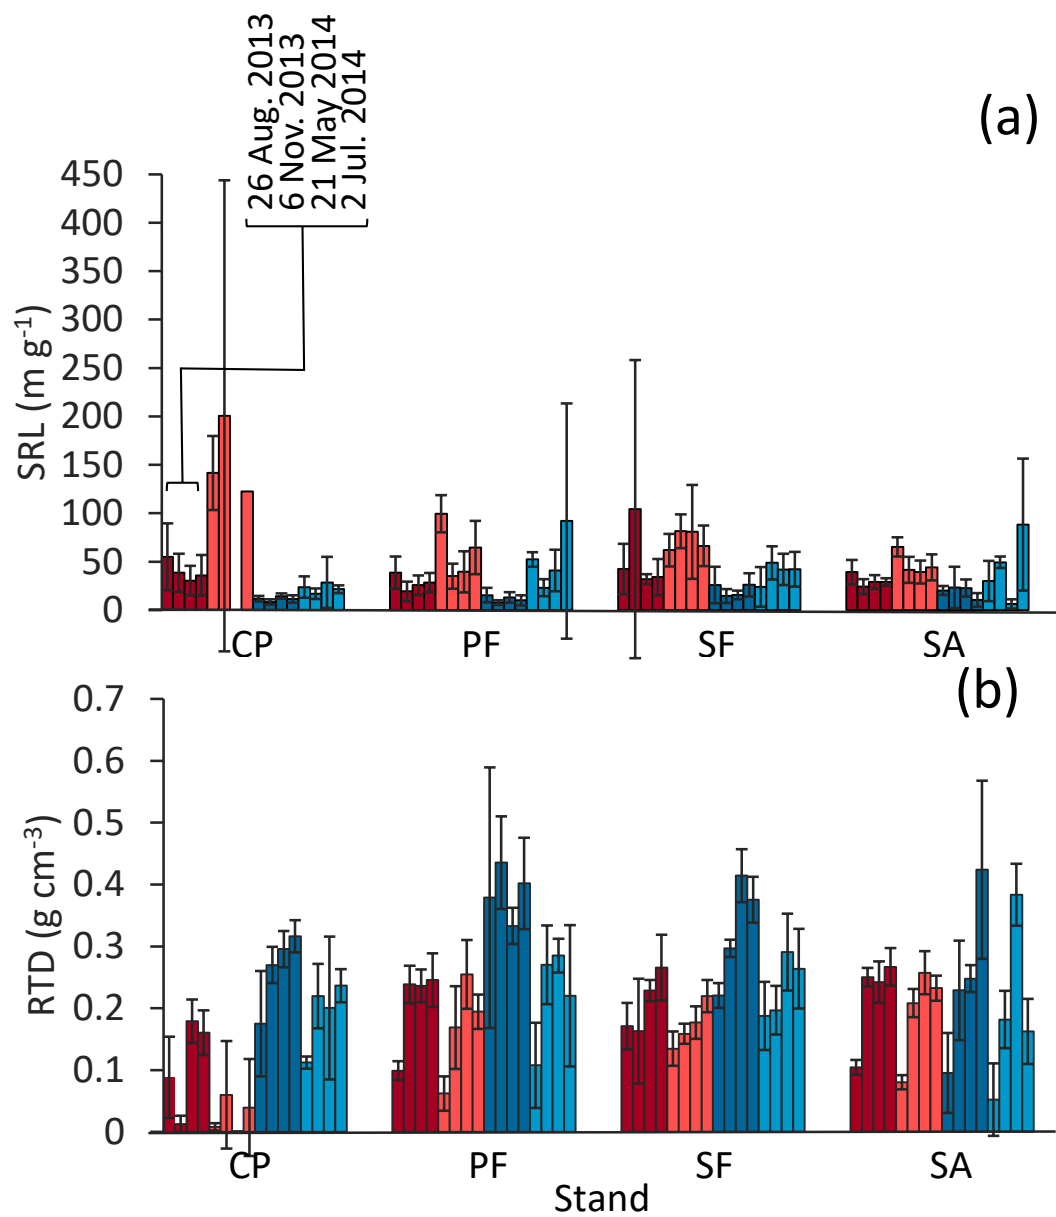 26 Aug. 2013
6 Nov. 2013
21 May 2014
2 Jul. 2014
(a)
450
400
350
300
250
200
150
100
50
0
SRL (m g⁻¹)
CP PF SF SA
(b)
0.7
0.6
0.5
0.4
0.3
0.2
0.1
0
RTD (g cm⁻³)
CP PF SF SA
Stand